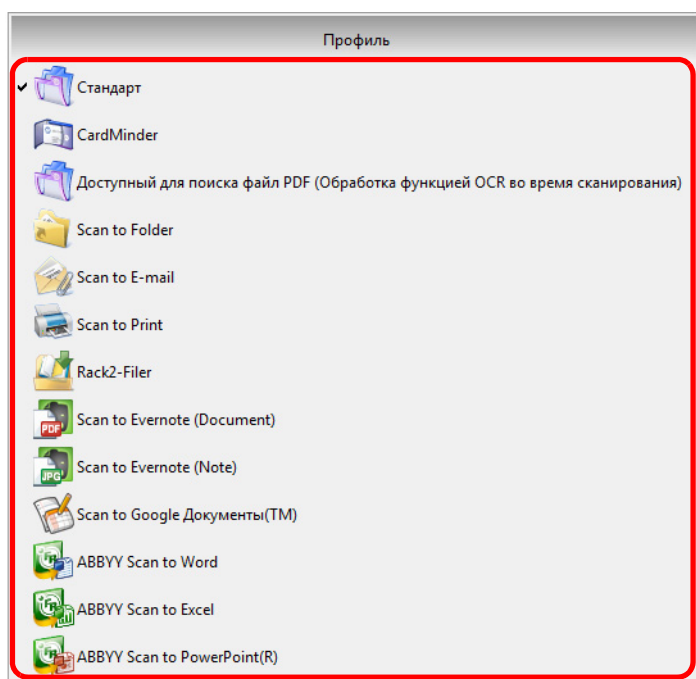 Профиль
Стандарт
CardMinder
Доступный для поиска файл PDF (Обработка функцией OCR во время сканирования)
Scan to Folder
Scan to E-mail
Scan to Print
Rack2-Filer
PDF
Scan to Evernote (Document)
JPG
Scan to Evernote (Note)
Scan to Google Документы(TM)
ABBYY Scan to Word
ABBYY Scan to Excel
ABBYY Scan to PowerPoint(R)